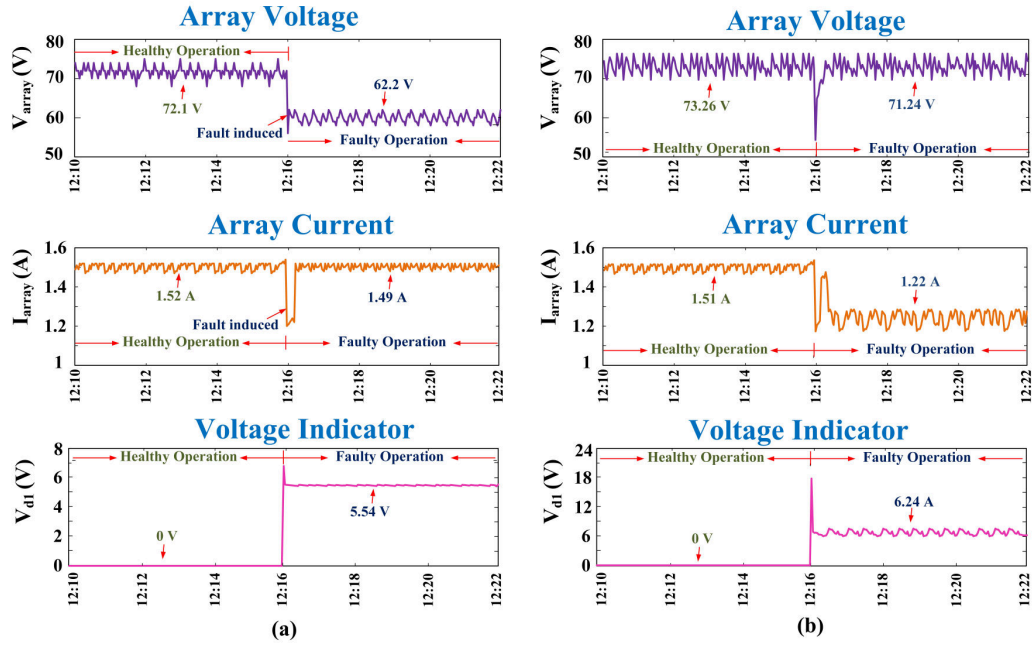 Array Voltage
V_array (V)
80
70
60
50
Healthy Operation
72.1 V
62.2 V
Fault induced
Faulty Operation
12:10
12:12
12:14
12:16
12:18
12:20
12:22
Array Current
I_array (A)
1.6
1.4
1.2
1
1.52 A
1.49 A
Fault induced
Healthy Operation
Faulty Operation
12:10
12:12
12:14
12:16
12:18
12:20
12:22
Voltage Indicator
V_d1 (V)
8
6
4
2
0
Healthy Operation
Faulty Operation
5.54 V
0 V
12:10
12:12
12:14
12:16
12:18
12:20
12:22
(a)
Array Voltage
V_array (V)
80
70
60
50
73.26 V
71.24 V
Healthy Operation
Faulty Operation
12:10
12:12
12:14
12:16
12:18
12:20
12:22
Array Current
I_array (A)
1.6
1.4
1.2
1
1.51 A
1.22 A
Healthy Operation
Faulty Operation
12:10
12:12
12:14
12:16
12:18
12:20
12:22
Voltage Indicator
V_d1 (V)
24
18
12
6
0
Healthy Operation
Faulty Operation
6.24 A
0 V
12:10
12:12
12:14
12:16
12:18
12:20
12:22
(b)